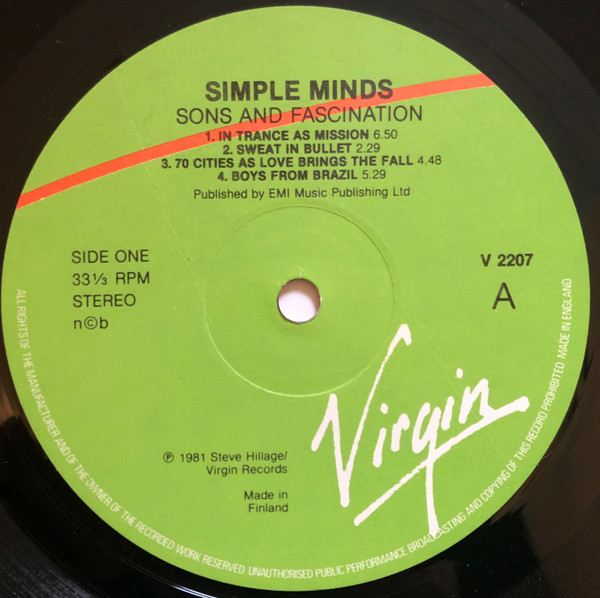 SIMPLE MINDS
SONS AND FASCINATION
1. IN TRANCE AS MISSION 6.50
2. SWEAT IN BULLET 2.29
3. 70 CITIES AS LOVE BRINGS THE FALL 4.48
4. BOYS FROM BRAZIL 5.29
Published by EMI Music Publishing Ltd
SIDE ONE
33⅓ RPM
STEREO
n©b
V 2207
A
Virgin
℗ 1981 Steve Hillage/
Virgin Records
Made in
Finland
ALL RIGHTS OF THE MANUFACTURER AND OF THE OWNER OF THE RECORDED WORK RESERVED UNAUTHORISED PUBLIC PERFORMANCE BROADCASTING AND COPYING OF THIS RECORD PROHIBITED MADE IN ENGLAND